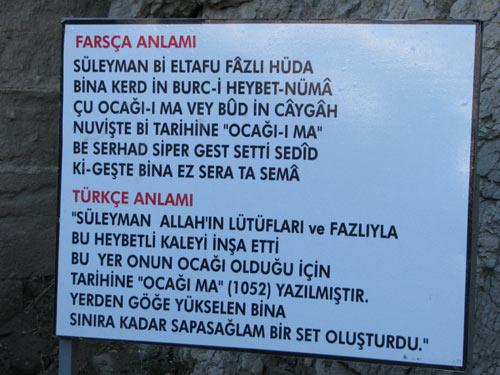 FARSÇA ANLAMI
SÜLEYMAN Bİ ELTAFU FÂZLI HÜDA
BİNA KERD İN BURC-İ HEYBET-NÜMÂ
ÇU OCAĞI-I MA VEY BÛD İN CÂYGÂH
NUVİŞTE Bİ TARİHİNE "OCAĞI-I MA"
BE SERHAD SİPER GEST SETTİ SEDÎD
Kİ-GEŞTE BİNA EZ SERA TA SEMÂ
TÜRKÇE ANLAMI
"SÜLEYMAN ALLAH'IN LÜTÜFLARI ve FAZLIYLA
BU HEYBETLİ KALEYİ İNŞA ETTİ
BU YER ONUN OCAĞI OLDUĞU İÇİN
TARİHİNE "OCAĞI MA" (1052) YAZILMIŞTIR.
YERDEN GÖĞE YÜKSELEN BİNA
SINIRA KADAR SAPASAĞLAM BİR SET OLUŞTURDU."